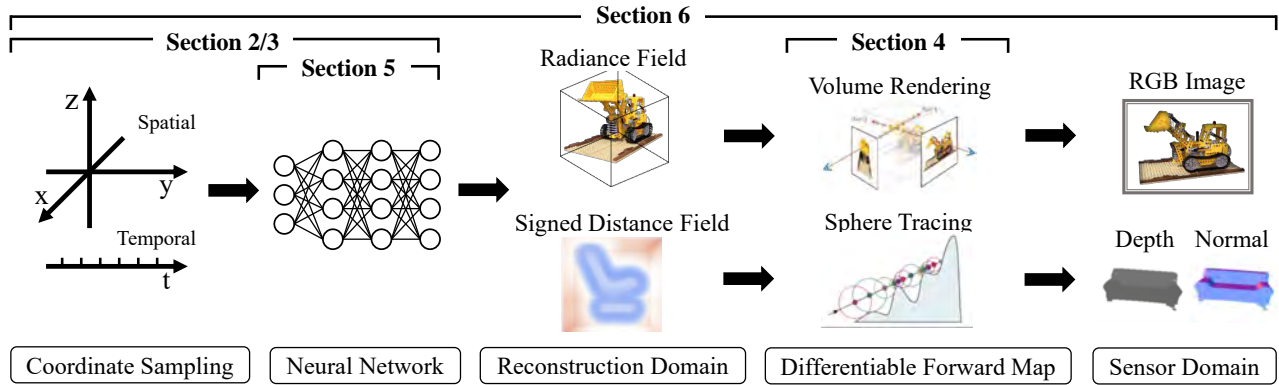 Section 6
Section 2/3
Section 5
Section 4
Radiance Field
Volume Rendering
RGB Image
z
Spatial
x
y
Temporal
t
Signed Distance Field
Sphere Tracing
Depth
Normal
Coordinate Sampling
Neural Network
Reconstruction Domain
Differentiable Forward Map
Sensor Domain